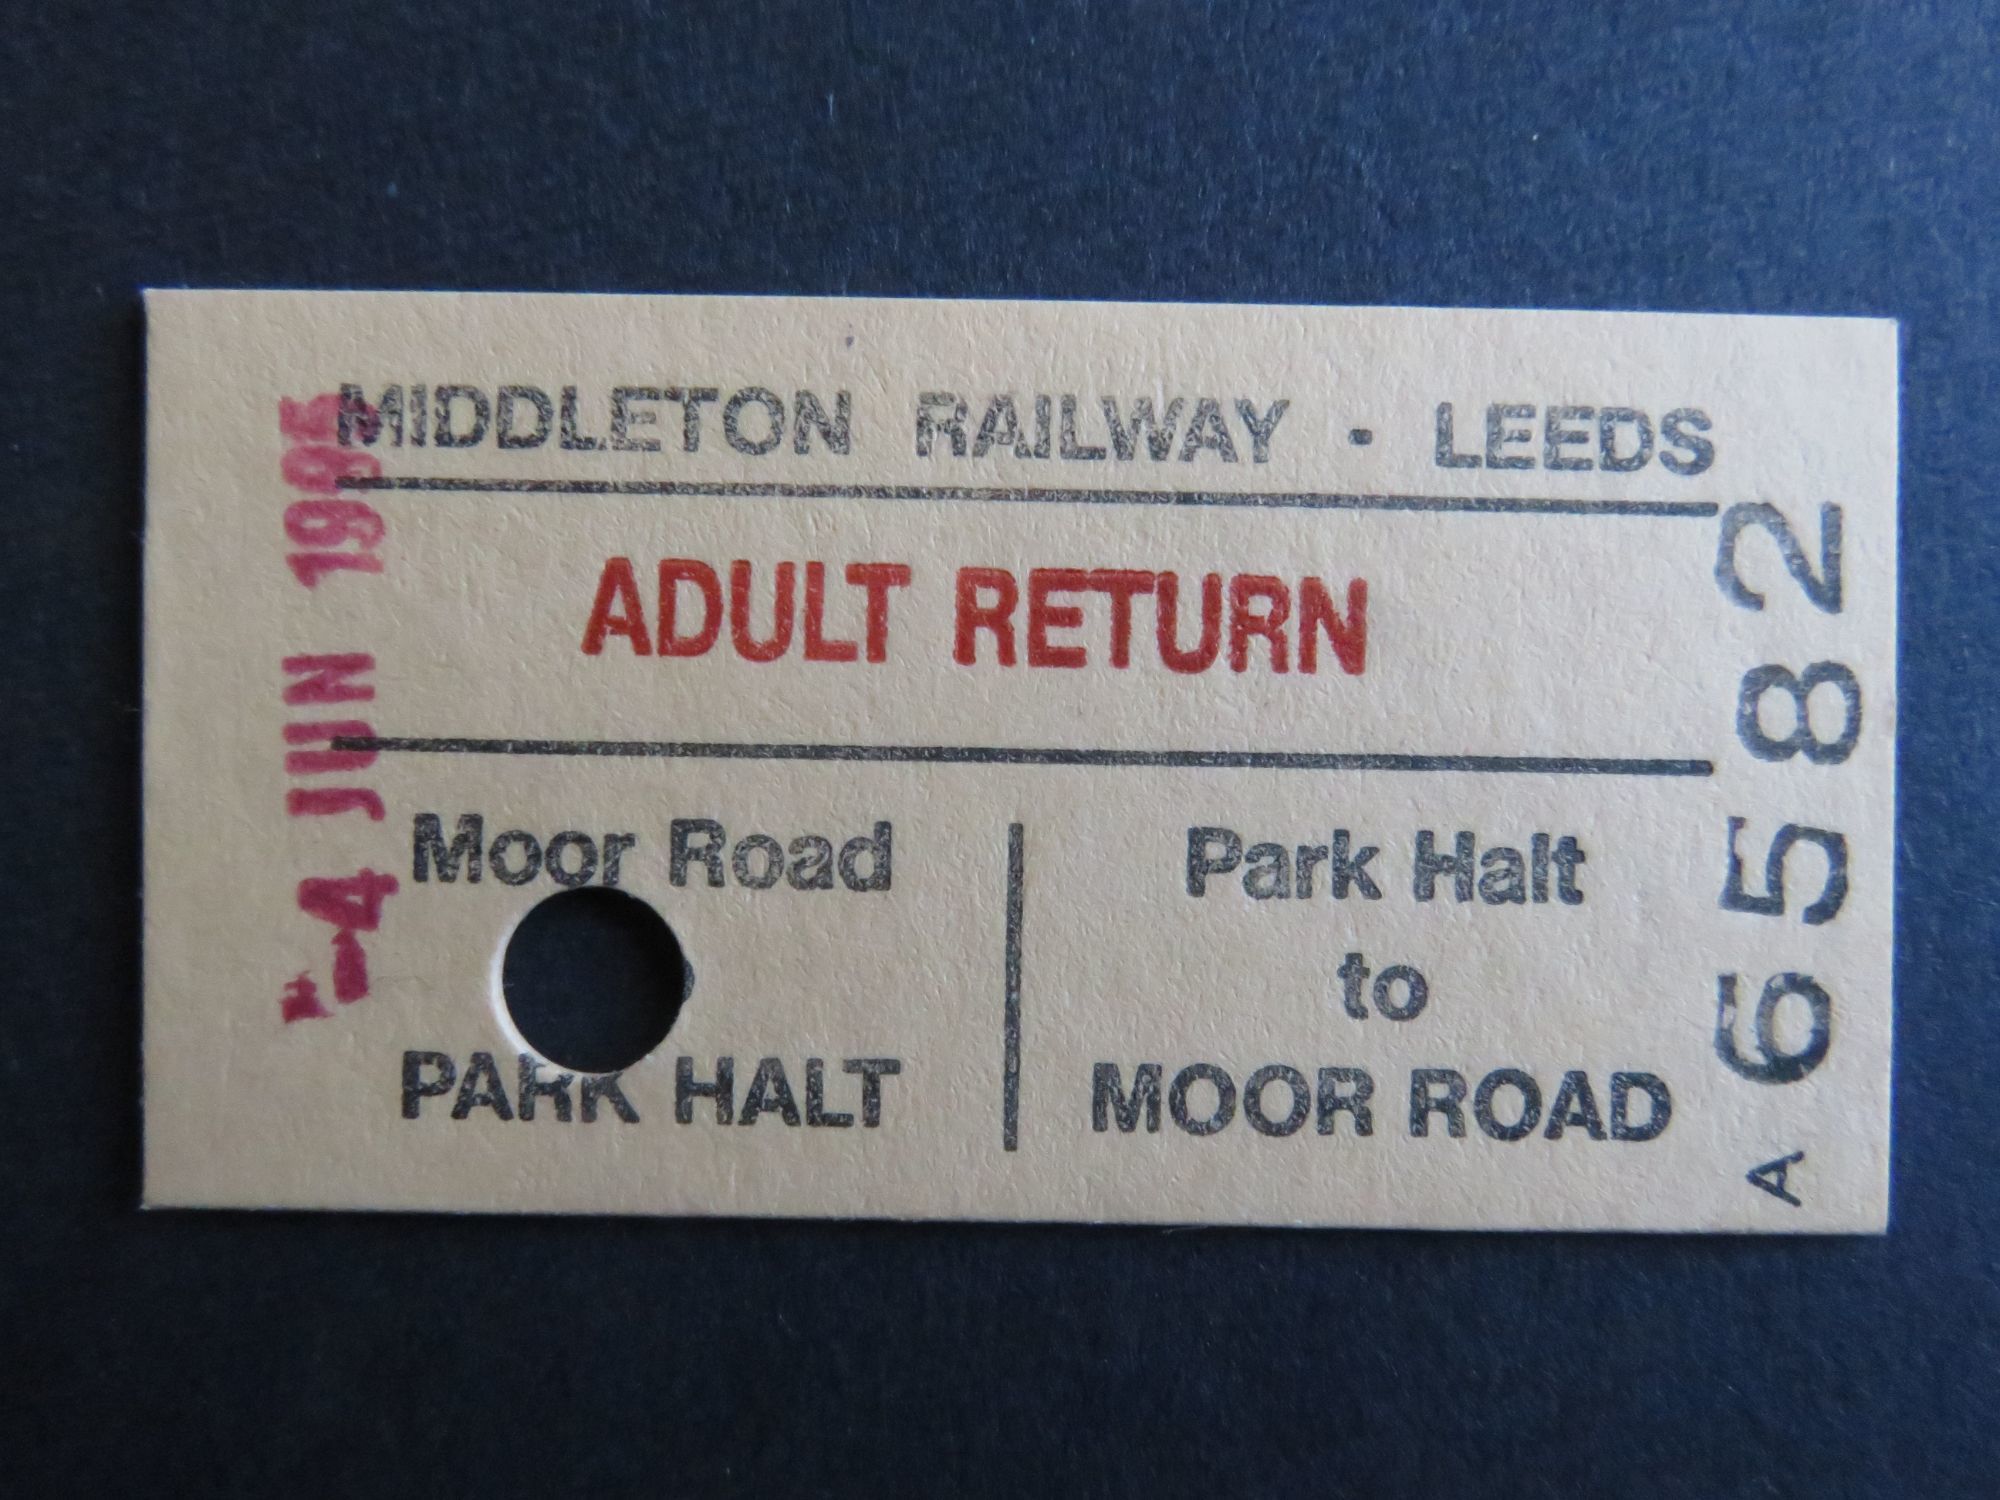 MIDDLETON RAILWAY · LEEDS
ADULT RETURN
Moor Road
PARK HALT
Park Halt
to
MOOR ROAD
A 6582
-4 JUN 1995